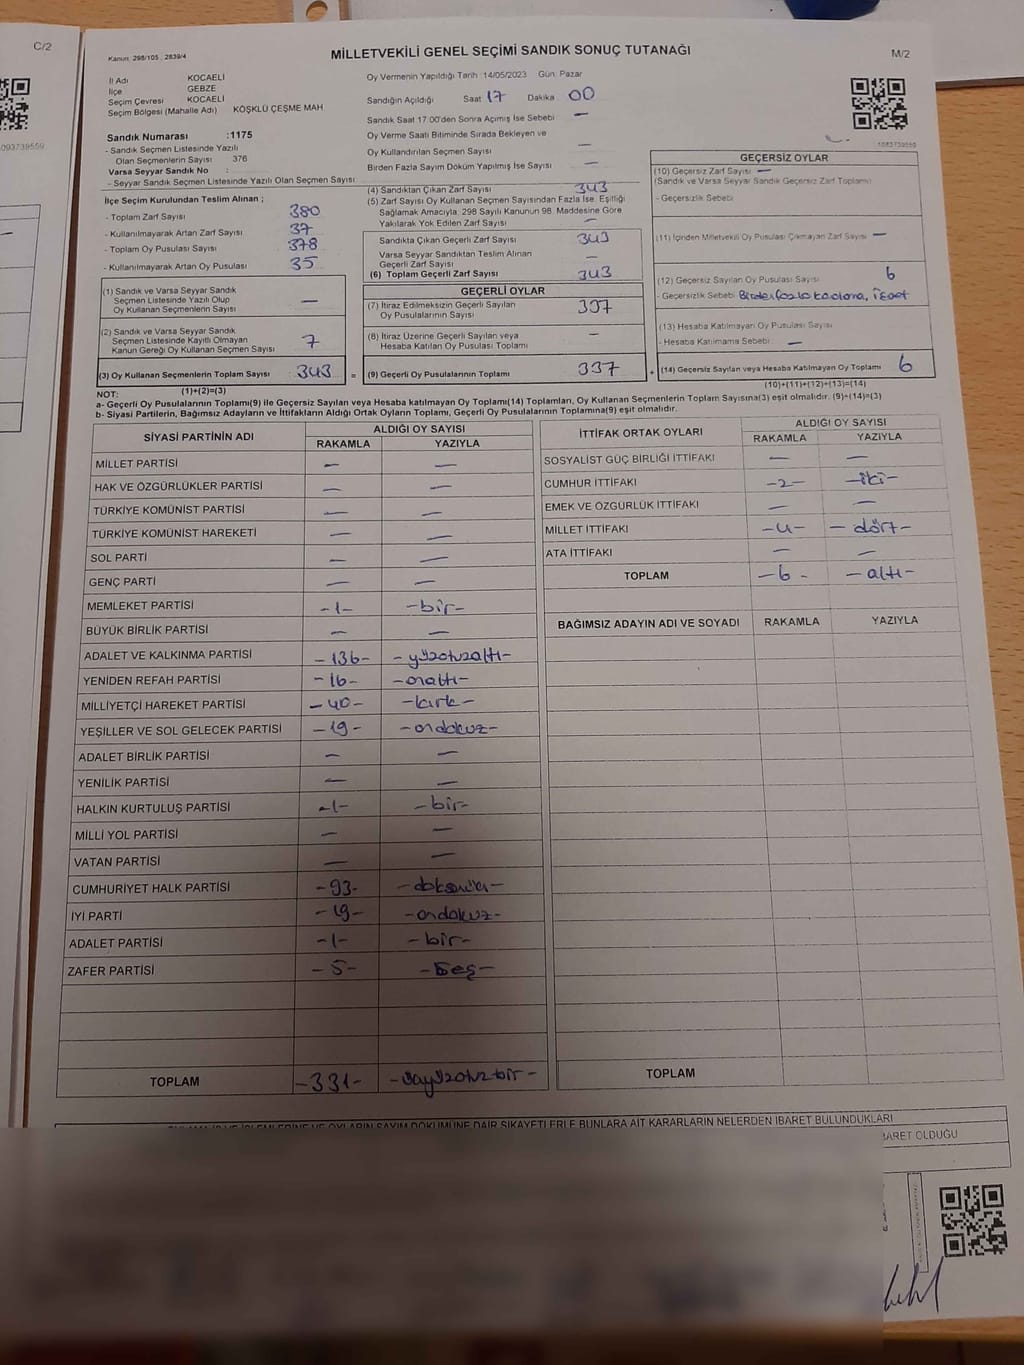 C/2
093739559
Kanun: 298/105 , 2839/4
MİLLETVEKİLİ GENEL SEÇİMİ SANDIK SONUÇ TUTANAĞI
M/2
İl Adı KOCAELİ
İlçe GEBZE
Seçim Çevresi KOCAELİ
Seçim Bölgesi (Mahalle Adı) KÖŞKLÜ ÇEŞME MAH
Oy Vermenin Yapıldığı Tarih 14/05/2023 Gün: Pazar
Sandığın Açıldığı Saat 17 Dakika 00
Sandık Saat 17:00'den Sonra Açımış İse Sebebi —
Oy Verme Saati Bitiminde Sırada Bekleyen ve
Oy Kullandırılan Seçmen Sayısı —
Birden Fazla Sayım Döküm Yapılmış İse Sayısı —
1093739559
Sandık Numarası :1175
- Sandık Seçmen Listesinde Yazılı
Olan Seçmenlerin Sayısı 376
Varsa Seyyar Sandık No :
- Seyyar Sandık Seçmen Listesinde Yazılı Olan Seçmen Sayısı:
İlçe Seçim Kurulundan Teslim Alınan ;
- Toplam Zarf Sayısı 380
- Kullanılmayarak Artan Zarf Sayısı 37
- Toplam Oy Pusulası Sayısı 378
- Kullanılmayarak Artan Oy Pusulası 35
(4) Sandıktan Çıkan Zarf Sayısı 343
(5) Zarf Sayısı Oy Kullanan Seçmen Sayısından Fazla İse, Eşitliği
Sağlamak Amacıyla; 298 Sayılı Kanunun 98. Maddesine Göre
Yakılarak Yok Edilen Zarf Sayısı —
Sandıkta Çıkan Geçerli Zarf Sayısı 343
Varsa Seyyar Sandıktan Teslim Alınan
Geçerli Zarf Sayısı —
(6) Toplam Geçerli Zarf Sayısı 343
GEÇERSİZ OYLAR
(10) Geçersiz Zarf Sayısı —
(Sandık ve Varsa Seyyar Sandık Geçersiz Zarf Toplamı)
- Geçersizlik Sebebi
(11) İçinden Milletvekili Oy Pusulası Çıkmayan Zarf Sayısı —
(12) Geçersiz Sayılan Oy Pusulası Sayısı 6
- Geçersizlik Sebebi Birden fazla
(13) Hesaba Katılmayan Oy Pusulası Sayısı
- Hesaba Katılmama Sebebi —
(14) Geçersiz Sayılan veya Hesaba Katılmayan Oy Toplamı 6
(10)+(11)+(12)+(13)=(14)
(1) Sandık ve Varsa Seyyar Sandık
Seçmen Listesinde Yazılı Olup
Oy Kullanan Seçmenlerin Sayısı —
(2) Sandık ve Varsa Seyyar Sandık
Seçmen Listesinde Kayıtlı Olmayan
Kanun Gereği Oy Kullanan Seçmen Sayısı 7
(3) Oy Kullanan Seçmenlerin Toplam Sayısı 343 =
(1)+(2)=(3)
GEÇERLİ OYLAR
(7) İtiraz Edilmeksizin Geçerli Sayılan
Oy Pusulalarının Sayısı 337
(8) İtiraz Üzerine Geçerli Sayılan veya
Hesaba Katılan Oy Pusulası Toplamı —
(9) Geçerli Oy Pusulalarının Toplamı 337 +
NOT:
a- Geçerli Oy Pusulalarının Toplamı(9) ile Geçersiz Sayılan veya Hesaba katılmayan Oy Toplamı(14) Toplamları, Oy Kullanan Seçmenlerin Toplam Sayısına(3) eşit olmalıdır. (9)+(14)=(3)
b- Siyasi Partilerin, Bağımsız Adayların ve İttifakların Aldığı Ortak Oyların Toplamı, Geçerli Oy Pusulalarının Toplamına(9) eşit olmalıdır.
SİYASİ PARTİNİN ADI ALDIĞI OY SAYISI
RAKAMLA YAZIYLA
MİLLET PARTİSİ — —
HAK VE ÖZGÜRLÜKLER PARTİSİ — —
TÜRKİYE KOMÜNİST PARTİSİ — —
TÜRKİYE KOMÜNİST HAREKETİ — —
SOL PARTİ — —
GENÇ PARTİ — —
MEMLEKET PARTİSİ -1- -bir-
BÜYÜK BİRLİK PARTİSİ — —
ADALET VE KALKINMA PARTİSİ -136- -yüzotuzaltı-
YENİDEN REFAH PARTİSİ -16- -onaltı-
MİLLİYETÇİ HAREKET PARTİSİ -40- -kırk-
YEŞİLLER VE SOL GELECEK PARTİSİ -19- -ondokuz-
ADALET BİRLİK PARTİSİ — —
YENİLİK PARTİSİ — —
HALKIN KURTULUŞ PARTİSİ -1- -bir-
MİLLİ YOL PARTİSİ — —
VATAN PARTİSİ — —
CUMHURİYET HALK PARTİSİ -93-
İYİ PARTİ -19- -ondokuz-
ADALET PARTİSİ -1- -bir-
ZAFER PARTİSİ -5- -beş-
TOPLAM -331- -üçyüzotuzbir-
İTTİFAK ORTAK OYLARI ALDIĞI OY SAYISI
RAKAMLA YAZIYLA
SOSYALİST GÜÇ BİRLİĞİ İTTİFAKI — —
CUMHUR İTTİFAKI -2- -iki-
EMEK VE ÖZGÜRLÜK İTTİFAKI — —
MİLLET İTTİFAKI -4- -dört-
ATA İTTİFAKI — —
TOPLAM -6- -altı-
BAĞIMSIZ ADAYIN ADI VE SOYADI RAKAMLA YAZIYLA
TOPLAM
OYLARIN SAYIM DÖKÜMÜNE DAİR ŞİKAYETLERLE BUNLARA AİT KARARLARIN NELERDEN İBARET BULUNDUKLARI
İBARET OLDUĞU